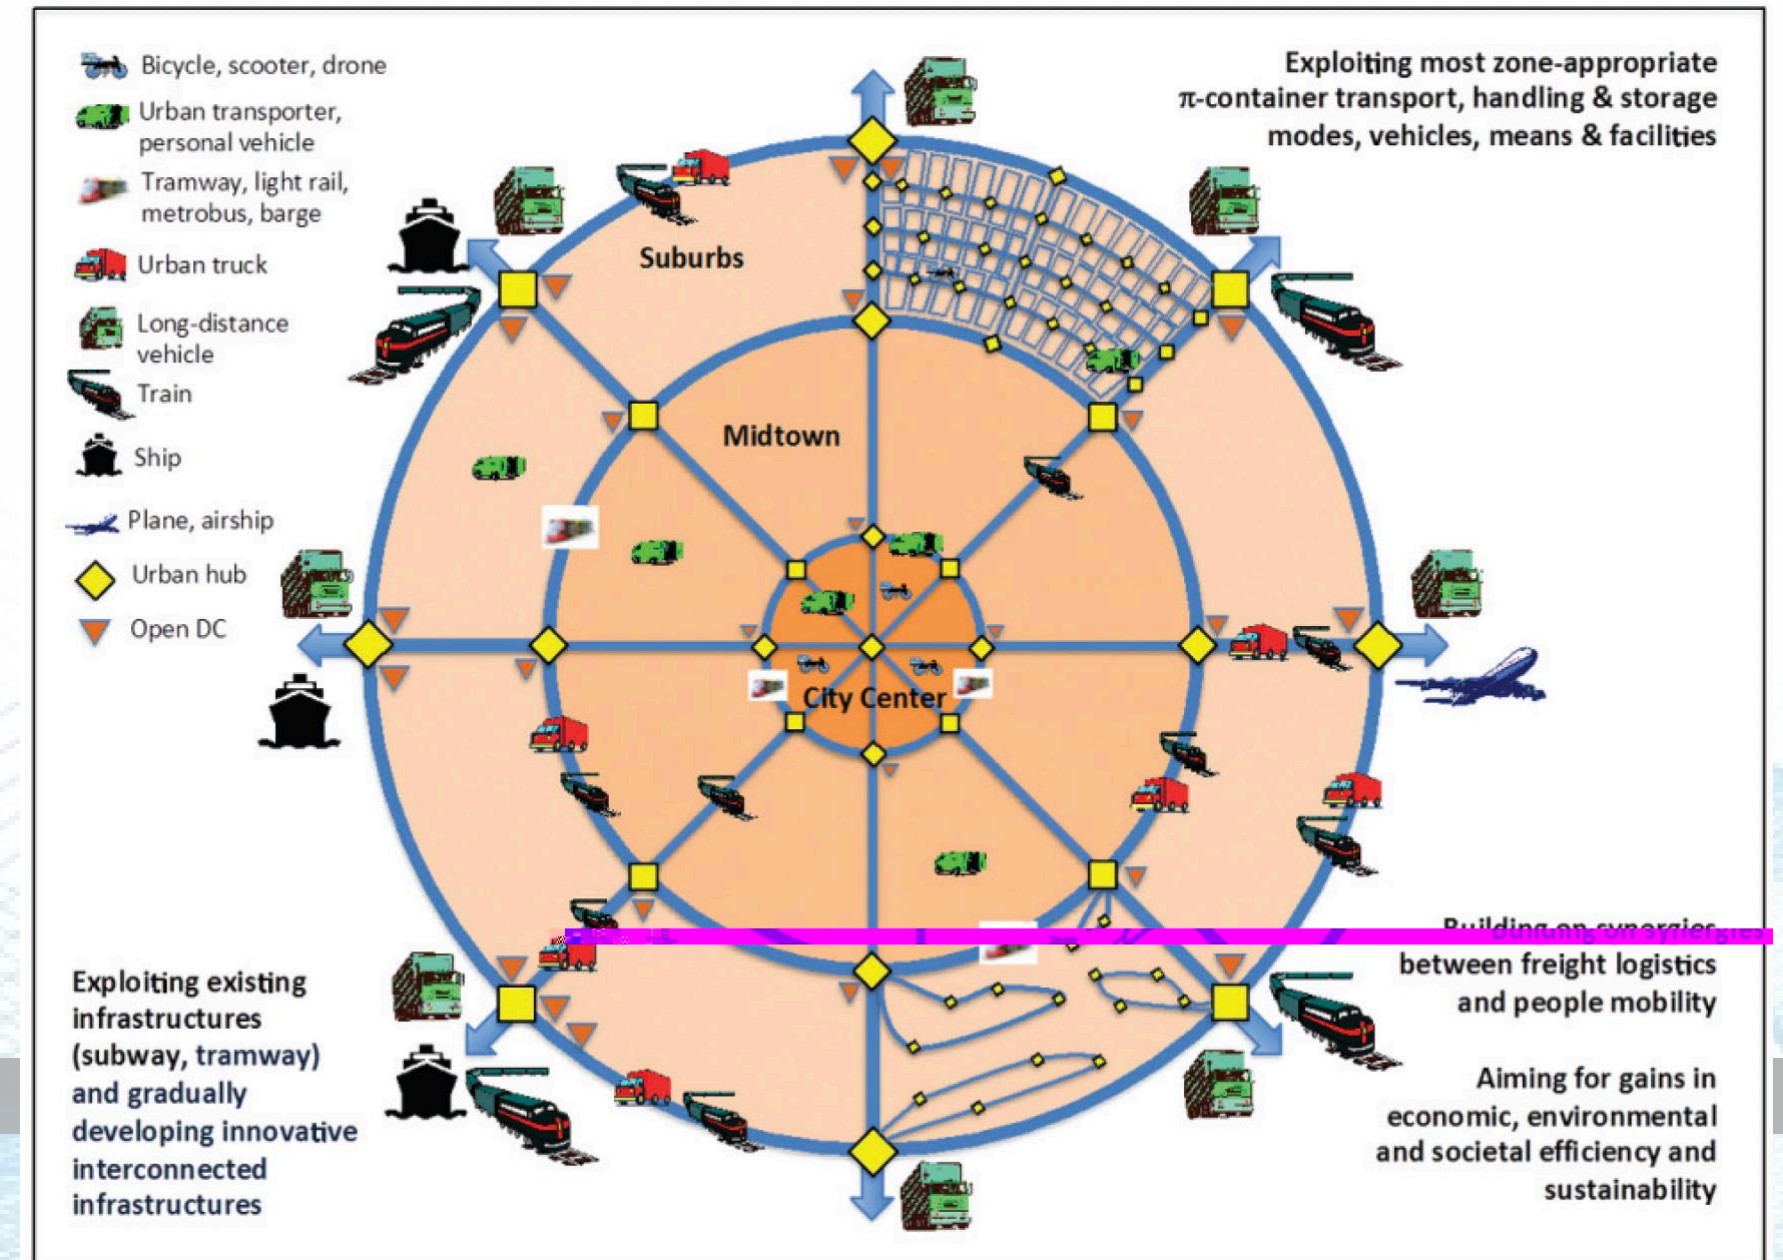 Bicycle, scooter, drone
Urban transporter,
personal vehicle
Tramway, light rail,
metrobus, barge
Urban truck
Long-distance
vehicle
Train
Ship
Plane, airship
Urban hub
Open DC
Exploiting most zone-appropriate
π-container transport, handling & storage
modes, vehicles, means & facilities
Suburbs
Midtown
City Center
Exploiting existing
infrastructures
(subway, tramway)
and gradually
developing innovative
interconnected
infrastructures
Building on synergies
between freight logistics
and people mobility
Aiming for gains in
economic, environmental
and societal efficiency and
sustainability